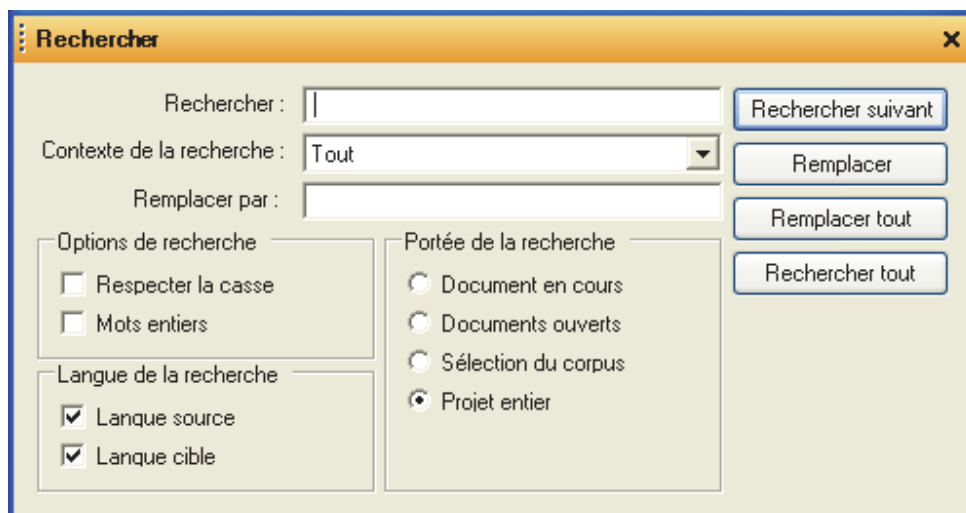 Rechercher
Rechercher :
Rechercher suivant
Contexte de la recherche :
Tout
Remplacer
Remplacer par :
Remplacer tout
Options de recherche
Portée de la recherche
Rechercher tout
Respecter la casse
Document en cours
Mots entiers
Documents ouverts
Sélection du corpus
Langue de la recherche
Projet entier
Langue source
Langue cible